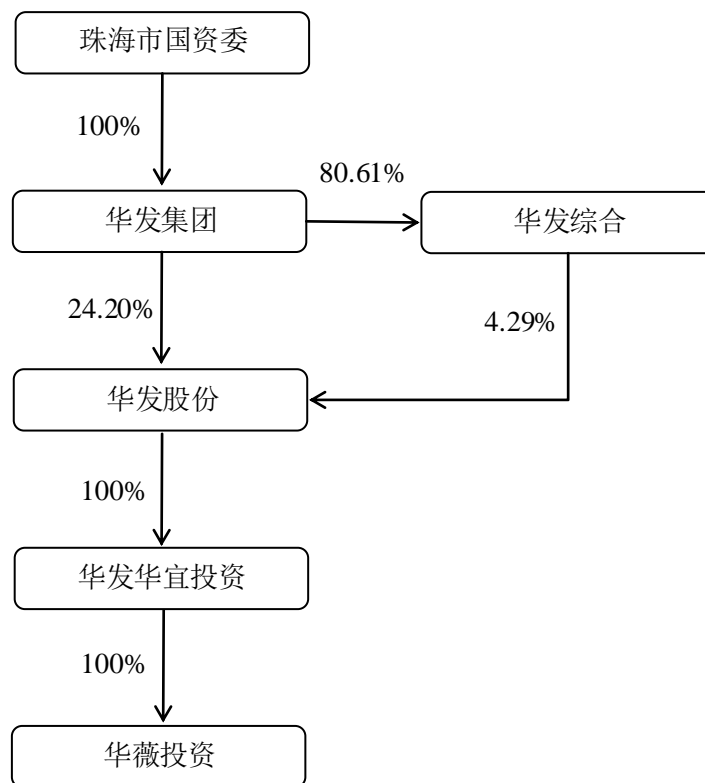 珠海市国资委
100%
80.61%
华发集团
华发综合
24.20%
4.29%
华发股份
100%
华发华宜投资
100%
华薇投资